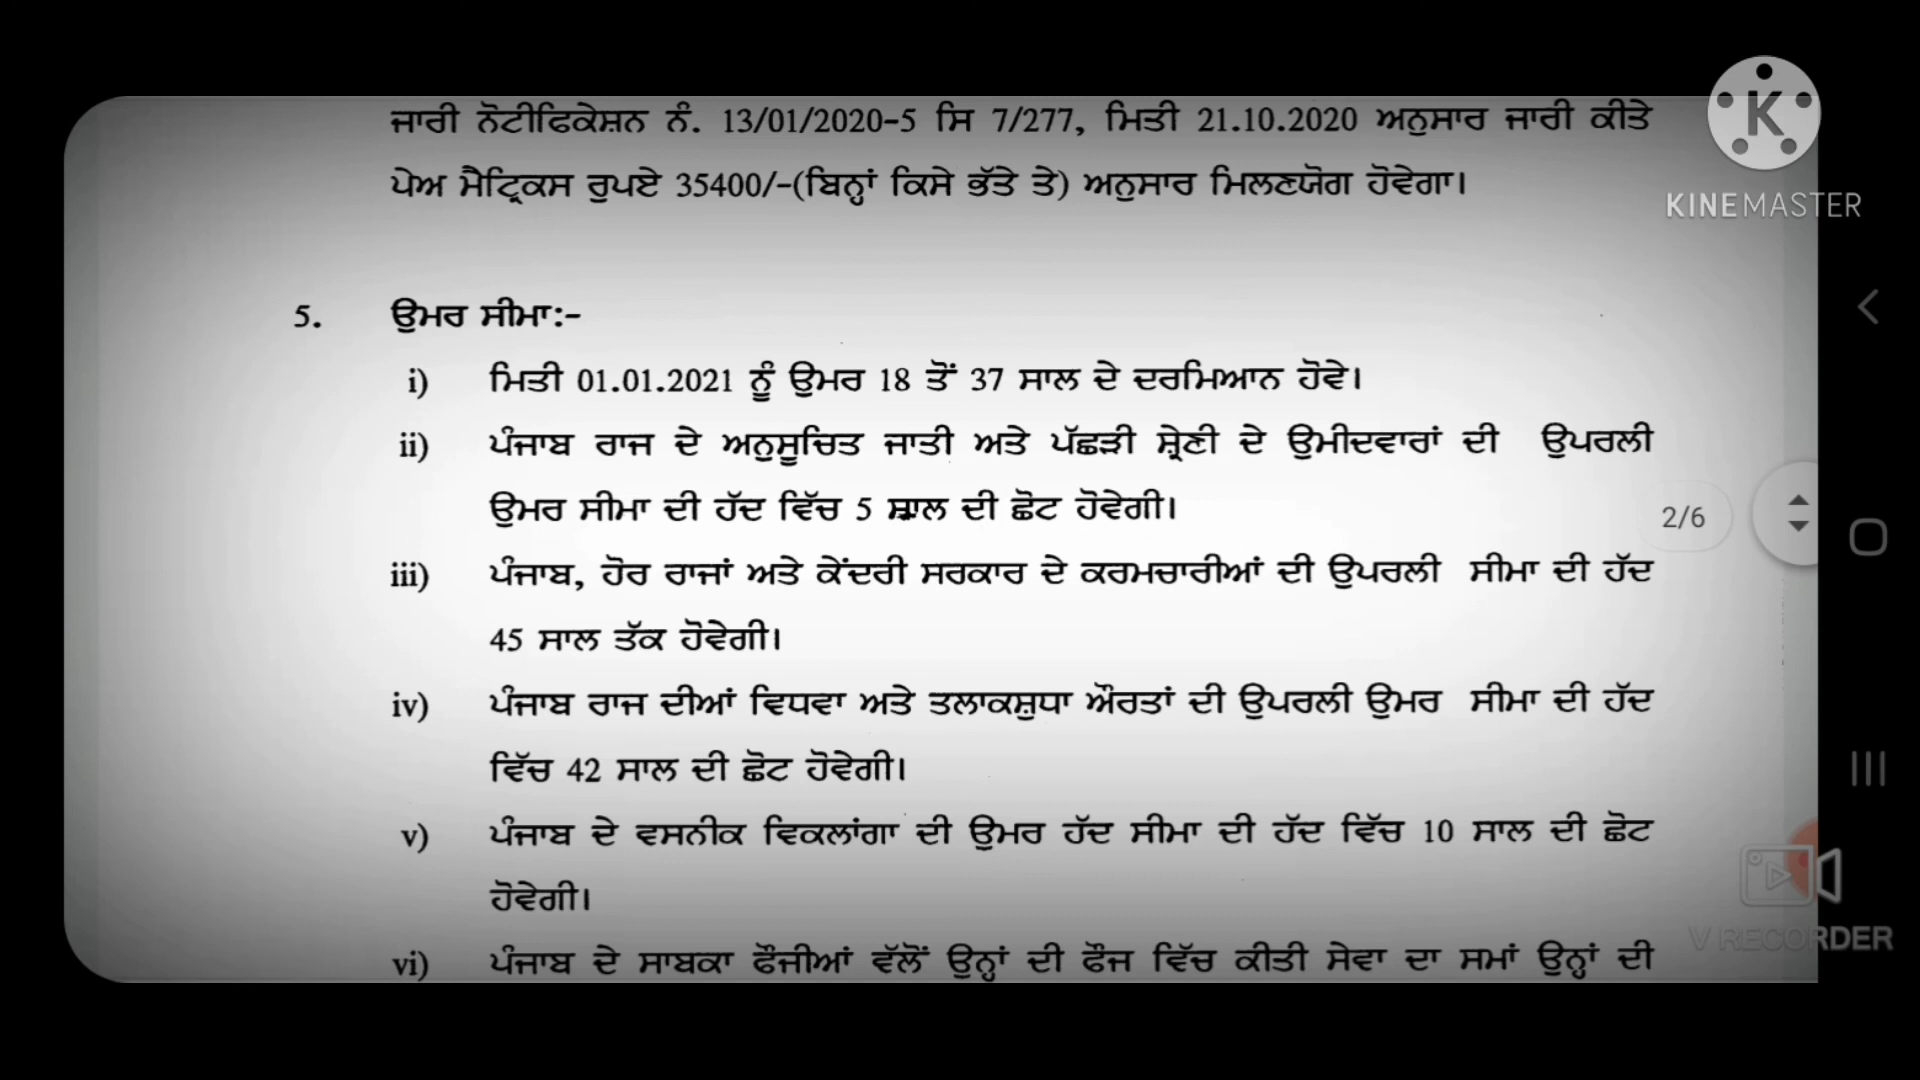 ਜਾਰੀ ਨੋਟੀਫਿਕੇਸ਼ਨ ਨੰ. 13/01/2020-5 ਸਿ 7/277, ਮਿਤੀ 21.10.2020 ਅਨੁਸਾਰ ਜਾਰੀ ਕੀਤੇ
ਪੇਅ ਮੈਟ੍ਰਿਕਸ ਰੁਪਏ 35400/-(ਬਿਨ੍ਹਾਂ ਕਿਸੇ ਭੱਤੇ ਤੇ) ਅਨੁਸਾਰ ਮਿਲਣਯੋਗ ਹੋਵੇਗਾ।
KINEMASTER
5. ਉਮਰ ਸੀਮਾ:-
i) ਮਿਤੀ 01.01.2021 ਨੂੰ ਉਮਰ 18 ਤੋਂ 37 ਸਾਲ ਦੇ ਦਰਮਿਆਨ ਹੋਵੇ।
ii) ਪੰਜਾਬ ਰਾਜ ਦੇ ਅਨੁਸੂਚਿਤ ਜਾਤੀ ਅਤੇ ਪੱਛੜੀ ਸ਼੍ਰੇਣੀ ਦੇ ਉਮੀਦਵਾਰਾਂ ਦੀ ਉਪਰਲੀ
ਉਮਰ ਸੀਮਾ ਦੀ ਹੱਦ ਵਿੱਚ 5 ਸਾਲ ਦੀ ਛੋਟ ਹੋਵੇਗੀ।
2/6
iii) ਪੰਜਾਬ, ਹੋਰ ਰਾਜਾਂ ਅਤੇ ਕੇਂਦਰੀ ਸਰਕਾਰ ਦੇ ਕਰਮਚਾਰੀਆਂ ਦੀ ਉਪਰਲੀ ਸੀਮਾ ਦੀ ਹੱਦ
45 ਸਾਲ ਤੱਕ ਹੋਵੇਗੀ।
iv) ਪੰਜਾਬ ਰਾਜ ਦੀਆਂ ਵਿਧਵਾ ਅਤੇ ਤਲਾਕਸ਼ੁਧਾ ਔਰਤਾਂ ਦੀ ਉਪਰਲੀ ਉਮਰ ਸੀਮਾ ਦੀ ਹੱਦ
ਵਿੱਚ 42 ਸਾਲ ਦੀ ਛੋਟ ਹੋਵੇਗੀ।
v) ਪੰਜਾਬ ਦੇ ਵਸਨੀਕ ਵਿਕਲਾਂਗਾ ਦੀ ਉਮਰ ਹੱਦ ਸੀਮਾ ਦੀ ਹੱਦ ਵਿੱਚ 10 ਸਾਲ ਦੀ ਛੋਟ
ਹੋਵੇਗੀ।
V RECORDER
vi) ਪੰਜਾਬ ਦੇ ਸਾਬਕਾ ਫੌਜੀਆਂ ਵੱਲੋਂ ਉਨ੍ਹਾਂ ਦੀ ਫੌਜ ਵਿੱਚ ਕੀਤੀ ਸੇਵਾ ਦਾ ਸਮਾਂ ਉਨ੍ਹਾਂ ਦੀ